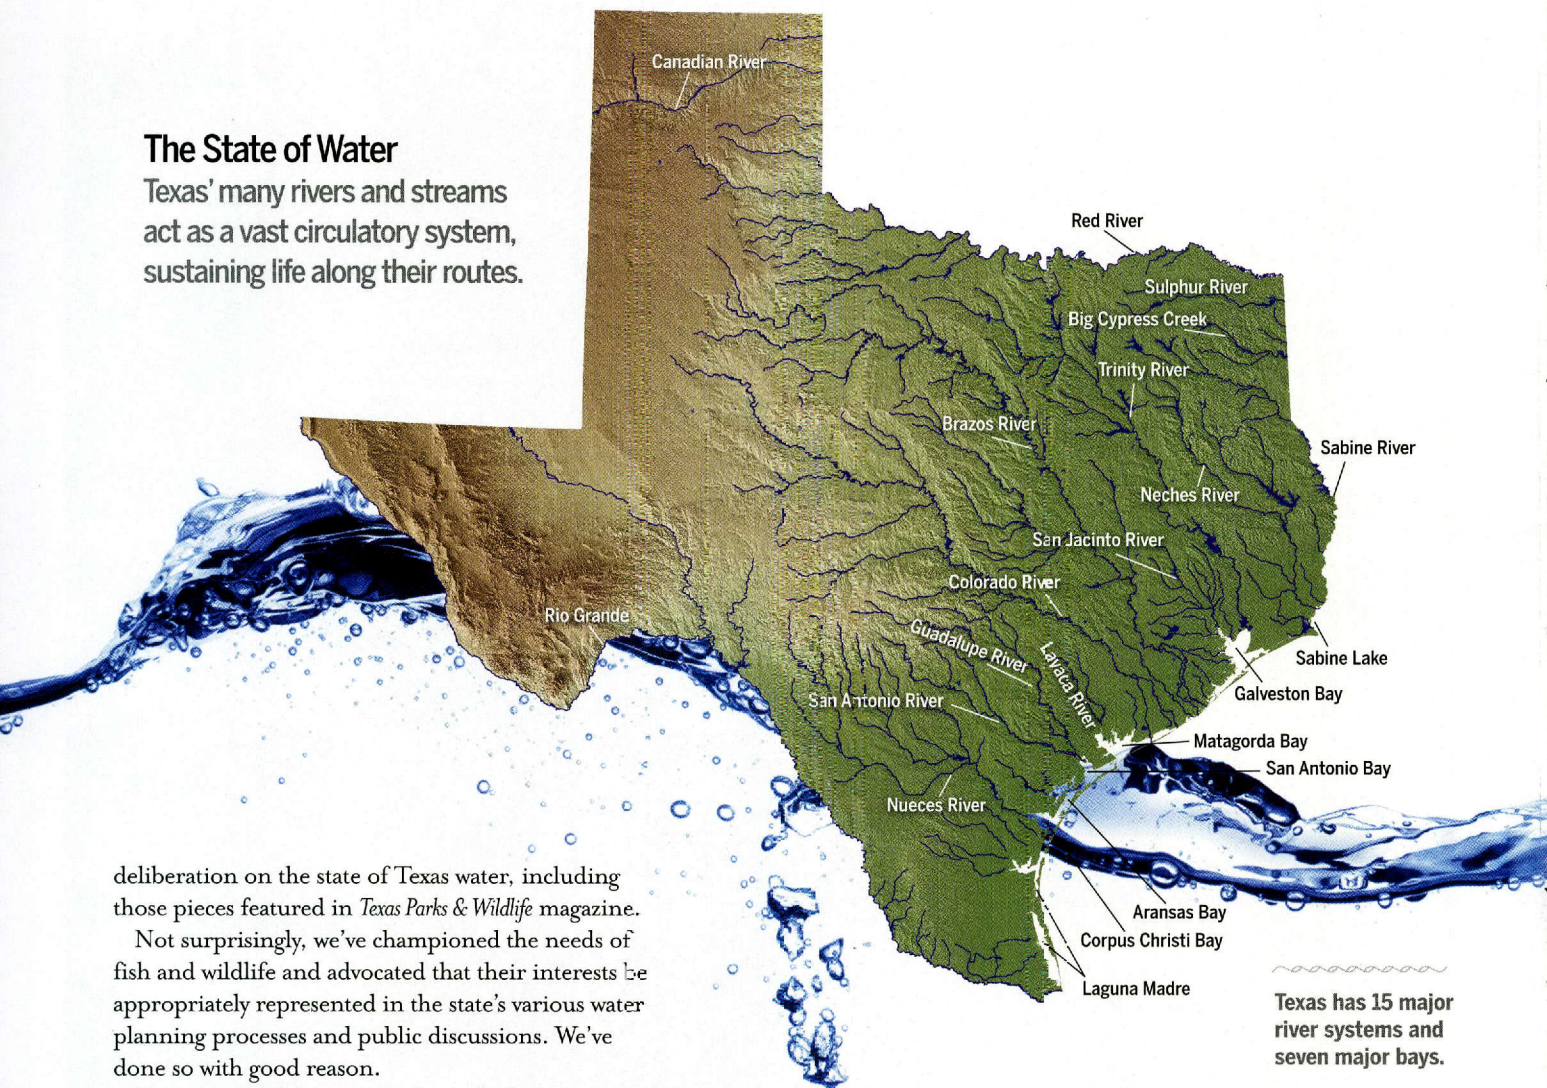 The State of Water
Texas' many rivers and streams
act as a vast circulatory system,
sustaining life along their routes.
Canadian River
Red River
Sulphur River
Big Cypress Creek
Trinity River
Brazos River
Sabine River
Neches River
San Jacinto River
Colorado River
Rio Grande
Guadalupe River
Lavaca River
Sabine Lake
Galveston Bay
San Antonio River
Matagorda Bay
San Antonio Bay
Nueces River
Aransas Bay
Corpus Christi Bay
Laguna Madre
deliberation on the state of Texas water, including
those pieces featured in Texas Parks & Wildlife magazine.
Not surprisingly, we've championed the needs of
fish and wildlife and advocated that their interests be
appropriately represented in the state's various water
planning processes and public discussions. We've
done so with good reason.
Texas has 15 major
river systems and
seven major bays.